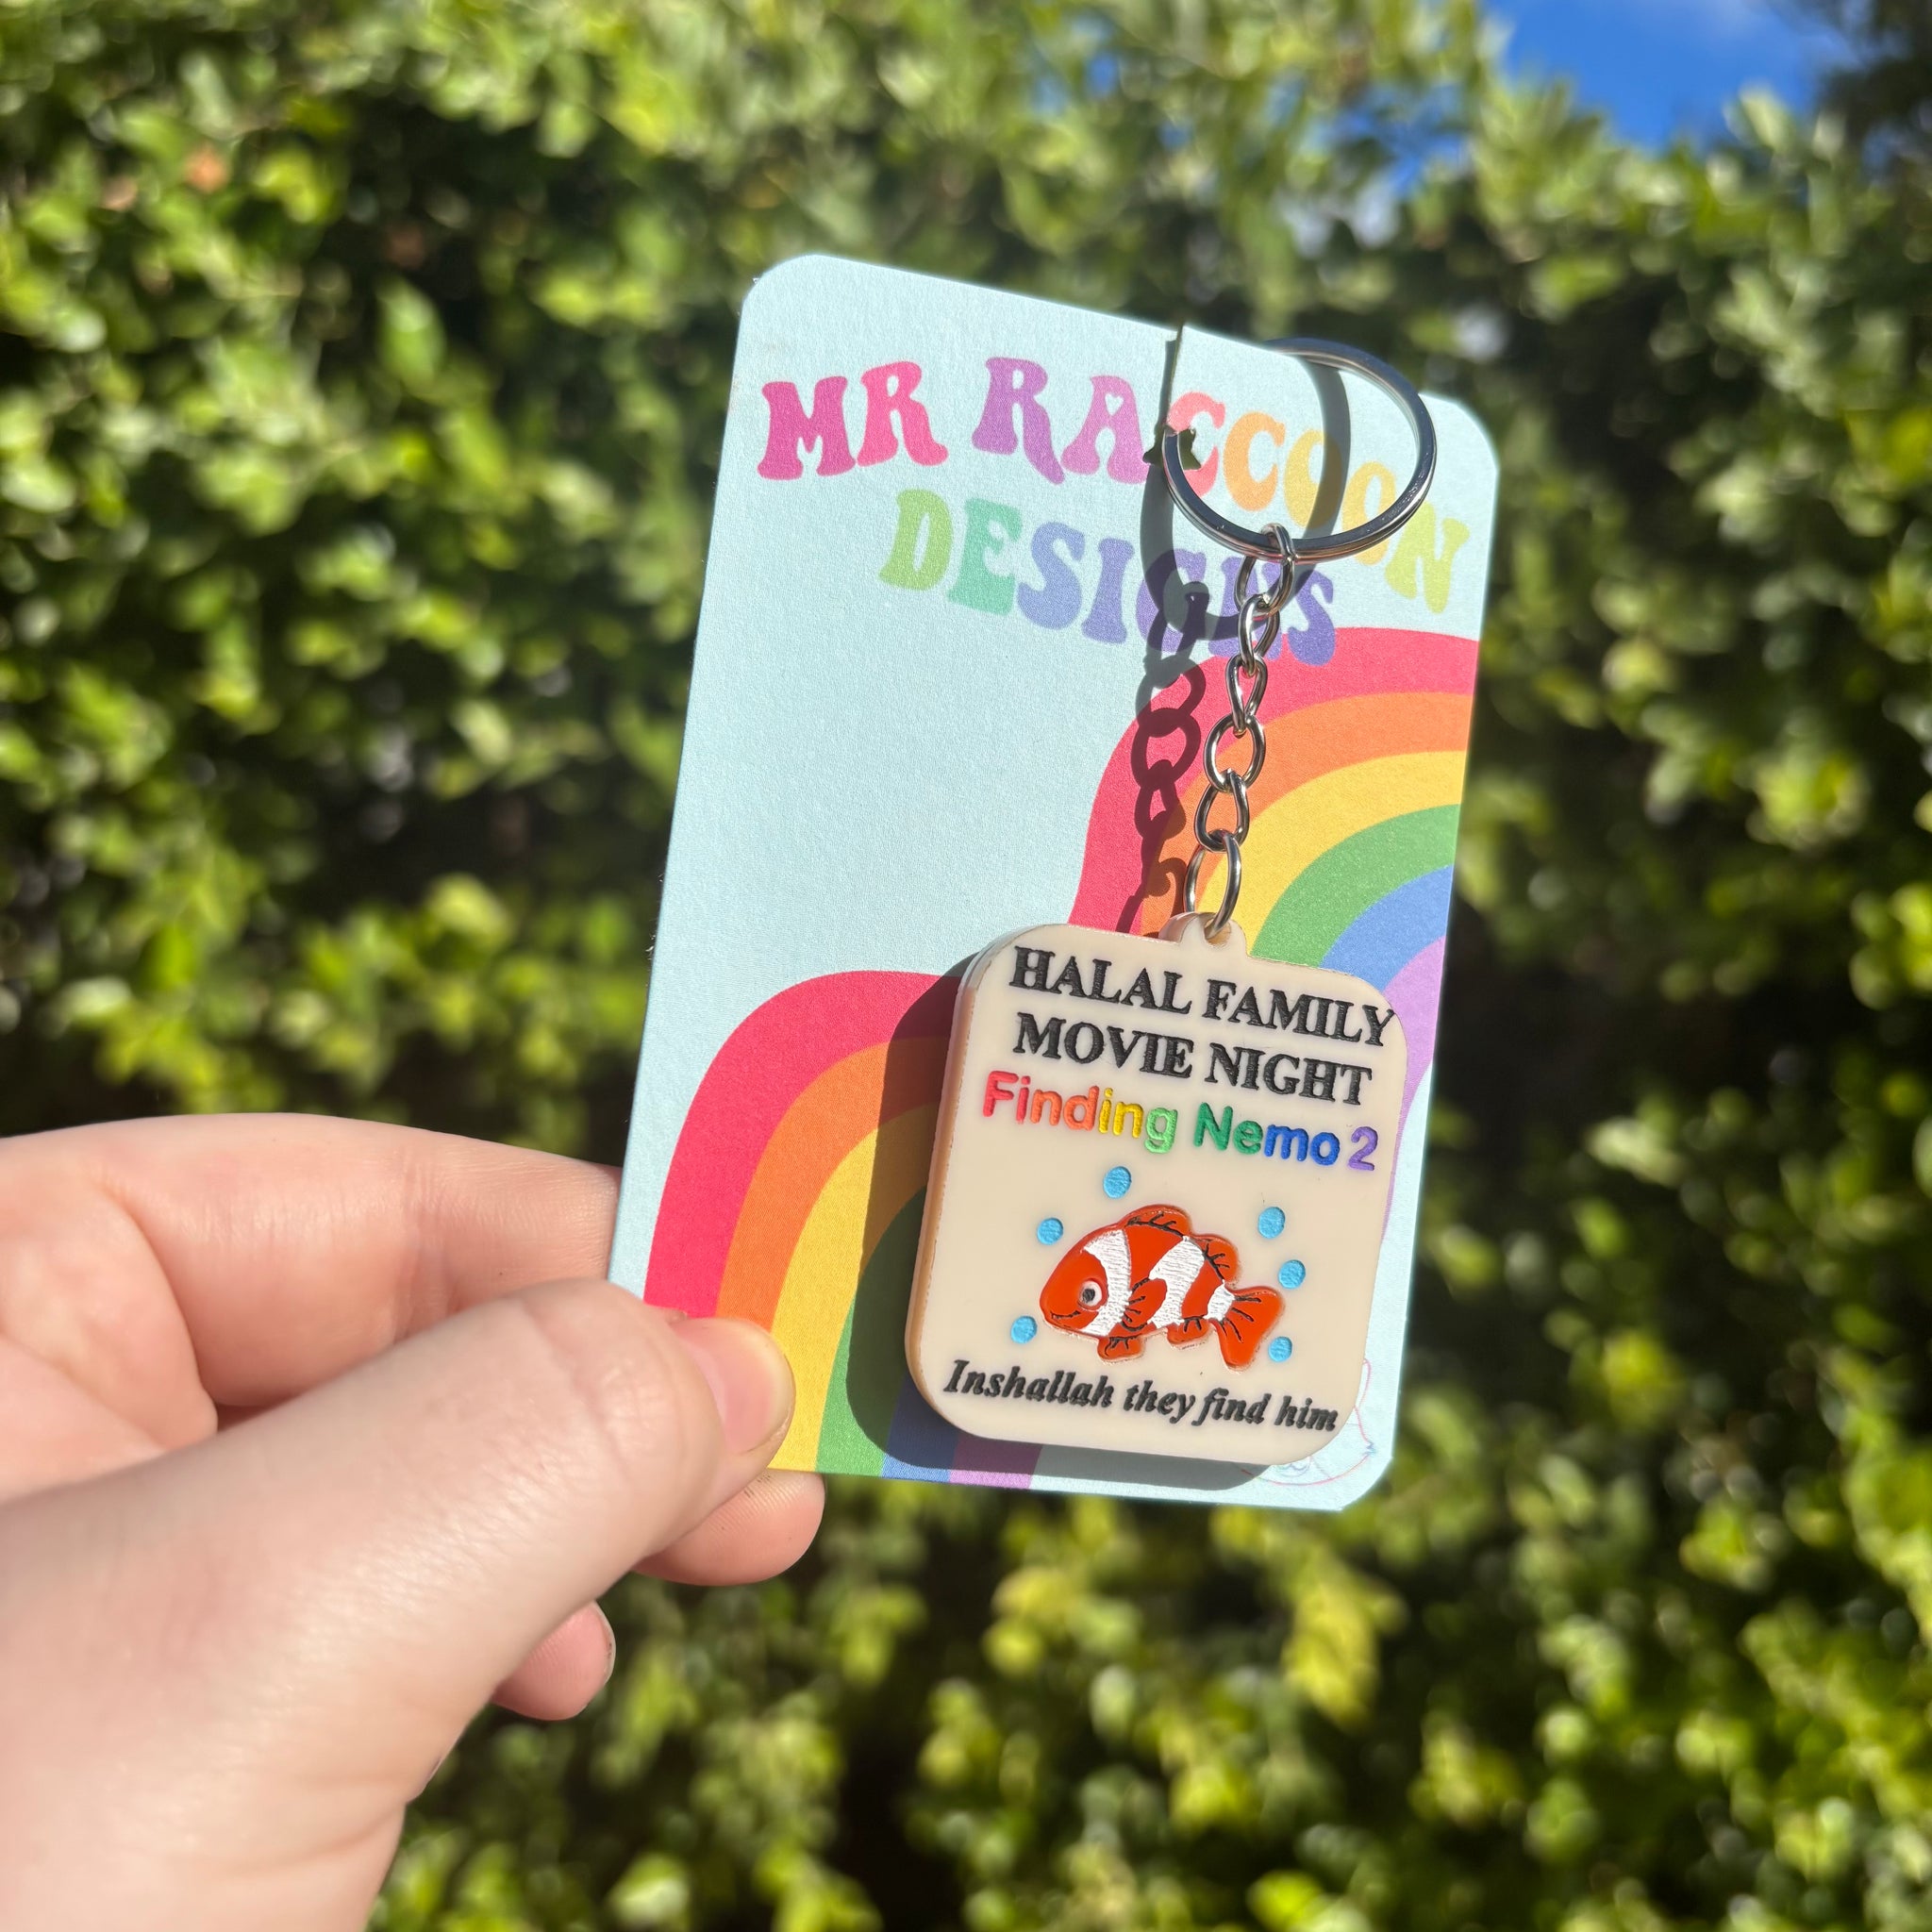 MR RACCOON
DESIGNS
HALAL FAMILY
MOVIE NIGHT
Finding Nemo 2
Inshallah they find him